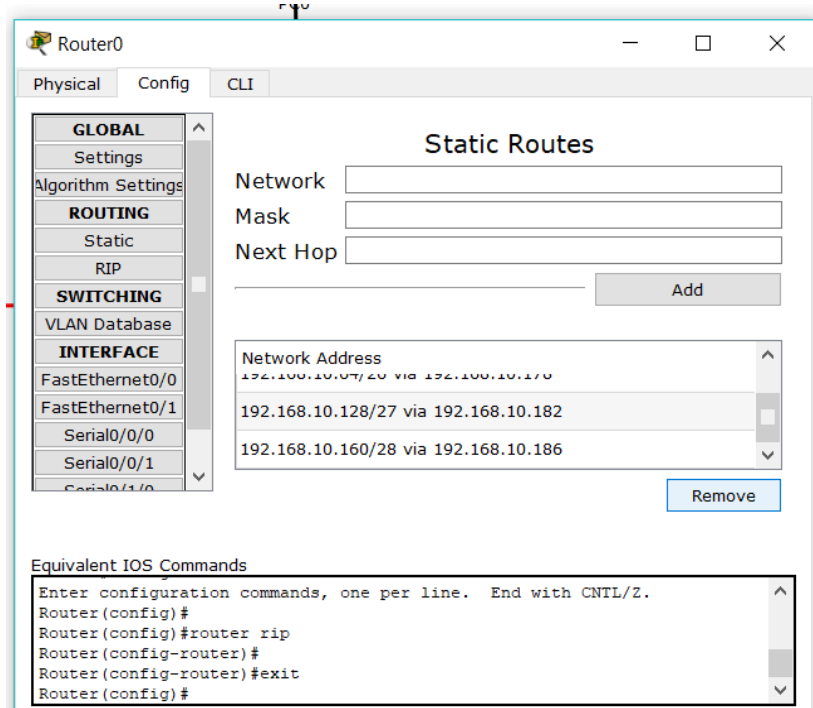 Router0
Physical Config CLI
GLOBAL
Settings
Algorithm Settings
ROUTING
Static
RIP
SWITCHING
VLAN Database
INTERFACE
FastEthernet0/0
FastEthernet0/1
Serial0/0/0
Serial0/0/1
Serial0/1/0
Static Routes
Network
Mask
Next Hop
Add
Network Address
192.168.10.128/27 via 192.168.10.182
192.168.10.160/28 via 192.168.10.186
Remove
Equivalent IOS Commands
Enter configuration commands, one per line. End with CNTL/Z.
Router(config)#
Router(config)#router rip
Router(config-router)#
Router(config-router)#exit
Router(config)#